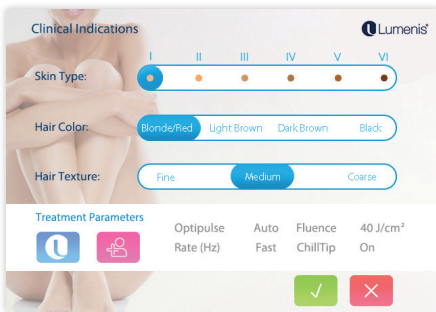 Clinical Indications
Lumenis®
I II III IV V VI
Skin Type:
Hair Color: Blonde/Red Light Brown Dark Brown Black
Hair Texture: Fine Medium Coarse
Treatment Parameters
Optipulse Auto Fluence 40 J/cm²
Rate (Hz) Fast ChillTip On